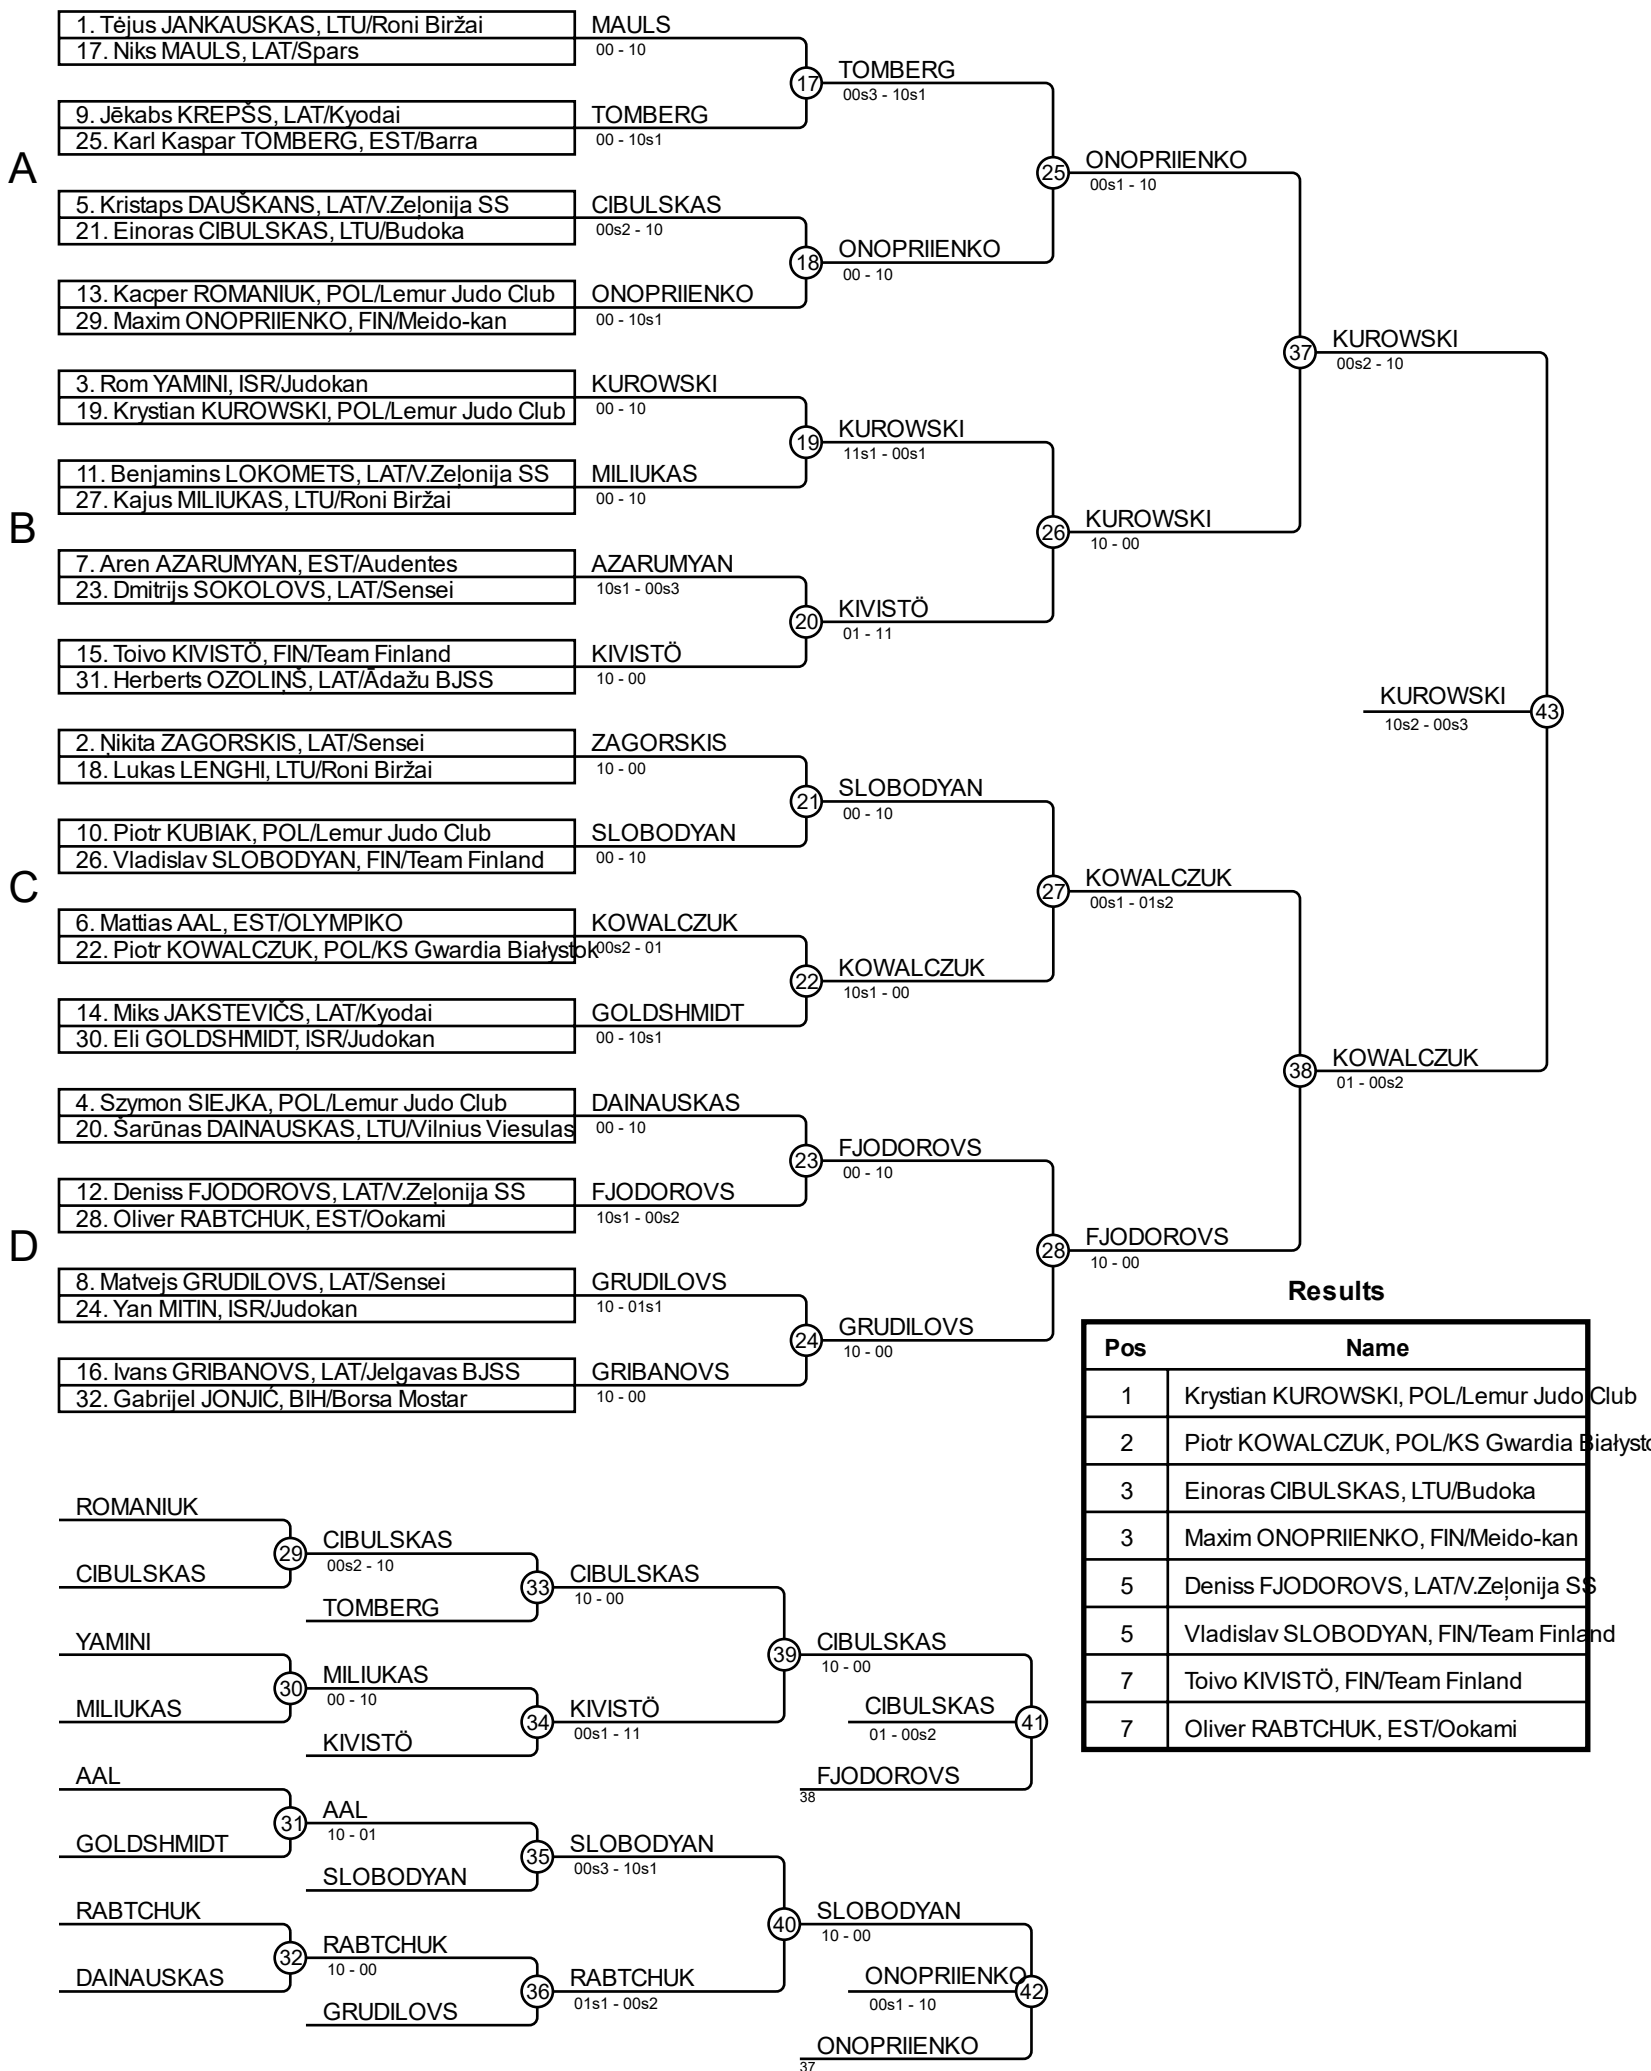 1. Tėjus JANKAUSKAS, LTU/Roni Biržai
17. Niks MAULS, LAT/Spars
MAULS
00 - 10
9. Jēkabs KREPŠS, LAT/Kyodai
25. Karl Kaspar TOMBERG, EST/Barra
TOMBERG
00 - 10s1
17
TOMBERG
00s3 - 10s1
A
5. Kristaps DAUŠKANS, LAT/V.Zeļonija SS
21. Einoras CIBULSKAS, LTU/Budoka
CIBULSKAS
00s2 - 10
13. Kacper ROMANIUK, POL/Lemur Judo Club
29. Maxim ONOPRIIENKO, FIN/Meido-kan
ONOPRIIENKO
00 - 10s1
18
ONOPRIIENKO
00 - 10
25
ONOPRIIENKO
00s1 - 10
3. Rom YAMINI, ISR/Judokan
19. Krystian KUROWSKI, POL/Lemur Judo Club
KUROWSKI
00 - 10
11. Benjamins LOKOMETS, LAT/V.Zeļonija SS
27. Kajus MILIUKAS, LTU/Roni Biržai
MILIUKAS
00 - 10
19
KUROWSKI
11s1 - 00s1
B
7. Aren AZARUMYAN, EST/Audentes
23. Dmitrijs SOKOLOVS, LAT/Sensei
AZARUMYAN
10s1 - 00s3
15. Toivo KIVISTÖ, FIN/Team Finland
31. Herberts OZOLIŅŠ, LAT/Ādažu BJSS
KIVISTÖ
10 - 00
20
KIVISTÖ
01 - 11
26
KUROWSKI
10 - 00
37
KUROWSKI
00s2 - 10
2. Ņikita ZAGORSKIS, LAT/Sensei
18. Lukas LENGHI, LTU/Roni Biržai
ZAGORSKIS
10 - 00
10. Piotr KUBIAK, POL/Lemur Judo Club
26. Vladislav SLOBODYAN, FIN/Team Finland
SLOBODYAN
00 - 10
21
SLOBODYAN
00 - 10
C
6. Mattias AAL, EST/OLYMPIKO
22. Piotr KOWALCZUK, POL/KS Gwardia Białystok
KOWALCZUK
00s2 - 01
14. Miks JAKSTEVIČS, LAT/Kyodai
30. Eli GOLDSHMIDT, ISR/Judokan
GOLDSHMIDT
00 - 10s1
22
KOWALCZUK
10s1 - 00
27
KOWALCZUK
00s1 - 01s2
4. Szymon SIEJKA, POL/Lemur Judo Club
20. Šarūnas DAINAUSKAS, LTU/Vilnius Viesulas
DAINAUSKAS
00 - 10
12. Deniss FJODOROVS, LAT/V.Zeļonija SS
28. Oliver RABTCHUK, EST/Ookami
FJODOROVS
10s1 - 00s2
23
FJODOROVS
00 - 10
D
8. Matvejs GRUDILOVS, LAT/Sensei
24. Yan MITIN, ISR/Judokan
GRUDILOVS
10 - 01s1
16. Ivans GRIBANOVS, LAT/Jelgavas BJSS
32. Gabrijel JONJIĆ, BIH/Borsa Mostar
GRIBANOVS
10 - 00
24
GRUDILOVS
10 - 00
28
FJODOROVS
10 - 00
38
KOWALCZUK
01 - 00s2
KUROWSKI
10s2 - 00s3
43
Results
Pos Name
1 Krystian KUROWSKI, POL/Lemur Judo Club
2 Piotr KOWALCZUK, POL/KS Gwardia Białysto
3 Einoras CIBULSKAS, LTU/Budoka
3 Maxim ONOPRIIENKO, FIN/Meido-kan
5 Deniss FJODOROVS, LAT/V.Zeļonija SS
5 Vladislav SLOBODYAN, FIN/Team Finland
7 Toivo KIVISTÖ, FIN/Team Finland
7 Oliver RABTCHUK, EST/Ookami
ROMANIUK
CIBULSKAS
29
CIBULSKAS
00s2 - 10
TOMBERG
33
CIBULSKAS
10 - 00
YAMINI
MILIUKAS
30
MILIUKAS
00 - 10
KIVISTÖ
34
KIVISTÖ
00s1 - 11
39
CIBULSKAS
10 - 00
CIBULSKAS
01 - 00s2
41
FJODOROVS
38
AAL
GOLDSHMIDT
31
AAL
10 - 01
SLOBODYAN
35
SLOBODYAN
00s3 - 10s1
RABTCHUK
DAINAUSKAS
32
RABTCHUK
10 - 00
GRUDILOVS
36
RABTCHUK
01s1 - 00s2
40
SLOBODYAN
10 - 00
ONOPRIIENKO
00s1 - 10
42
ONOPRIIENKO
37